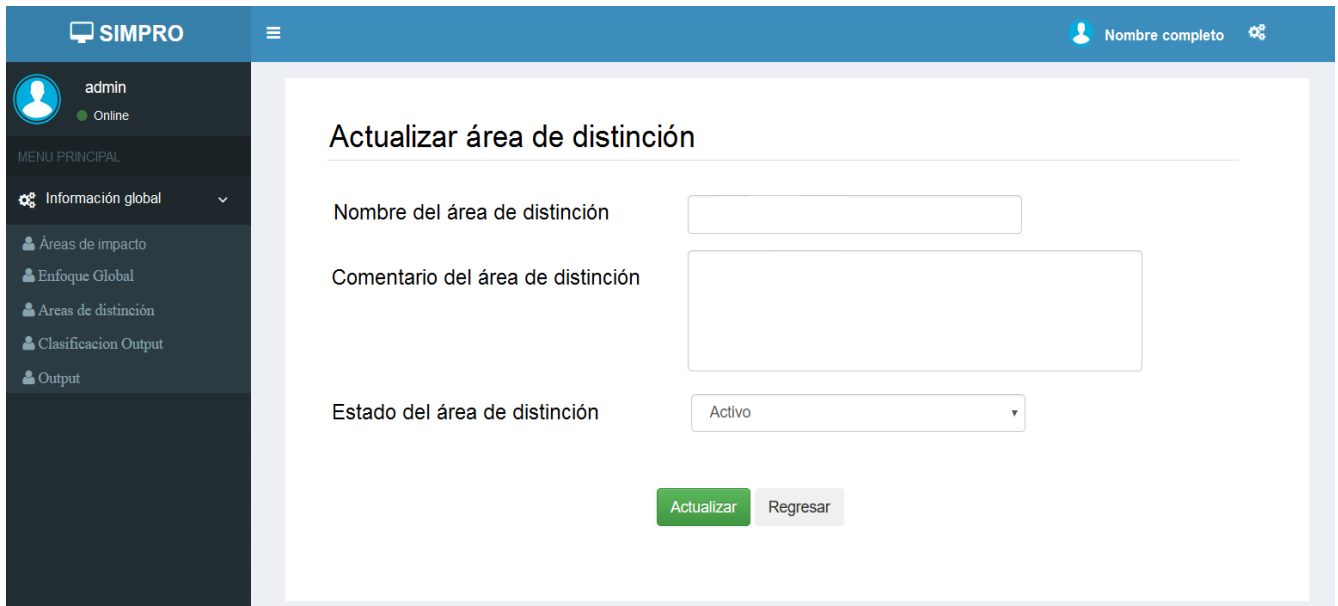 SIMPRO
Nombre completo
admin
Online
MENU PRINCIPAL
Información global
Áreas de impacto
Enfoque Global
Areas de distinción
Clasificacion Output
Output
Actualizar área de distinción
Nombre del área de distinción
Comentario del área de distinción
Estado del área de distinción
Activo
Actualizar
Regresar